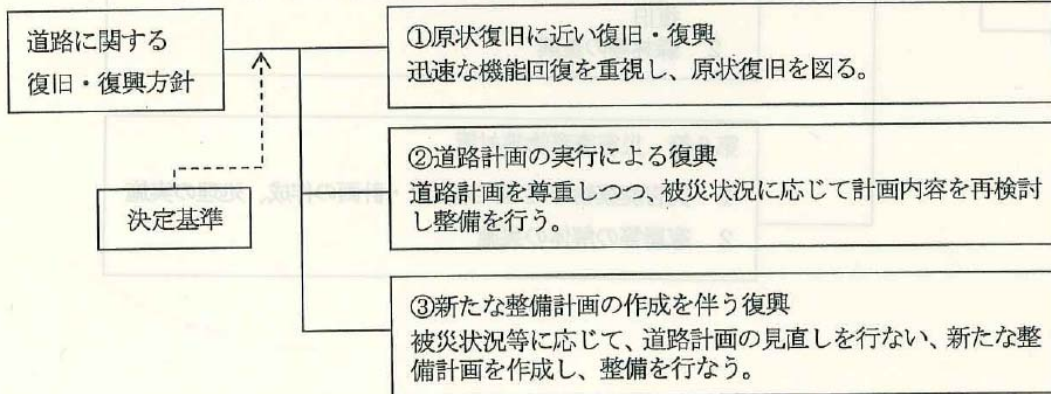 道路に関する
復旧・復興方針
決定基準
①原状復旧に近い復旧・復興
迅速な機能回復を重視し、原状復旧を図る。
②道路計画の実行による復興
道路計画を尊重しつつ、被災状況に応じて計画内容を再検討
し整備を行う。
③新たな整備計画の作成を伴う復興
被災状況等に応じて、道路計画の見直しを行ない、新たな整
備計画を作成し、整備を行なう。